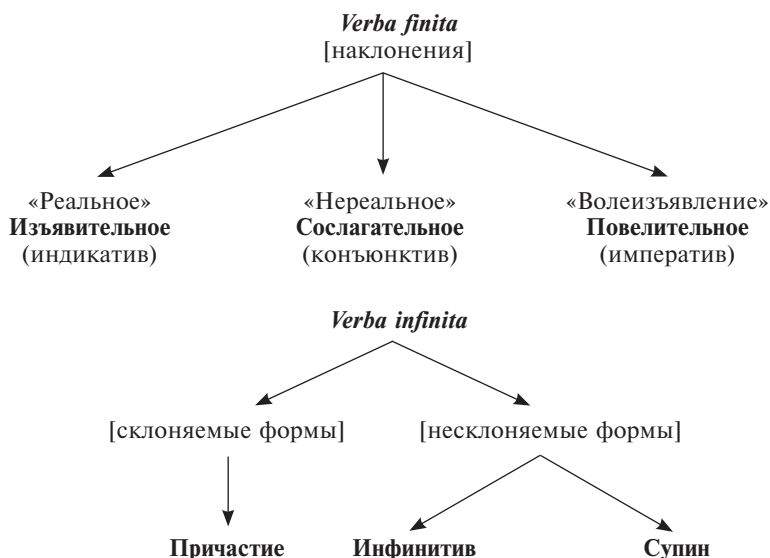 Verba finita
[наклонения]
«Реальное» «Нереальное» «Волеизъявление»
Изъявительное Сослагательное Повелительное
(индикатив) (конъюнктив) (императив)
Verba infinita
[склоняемые формы] [несклоняемые формы]
Причастие Инфинитив Супин